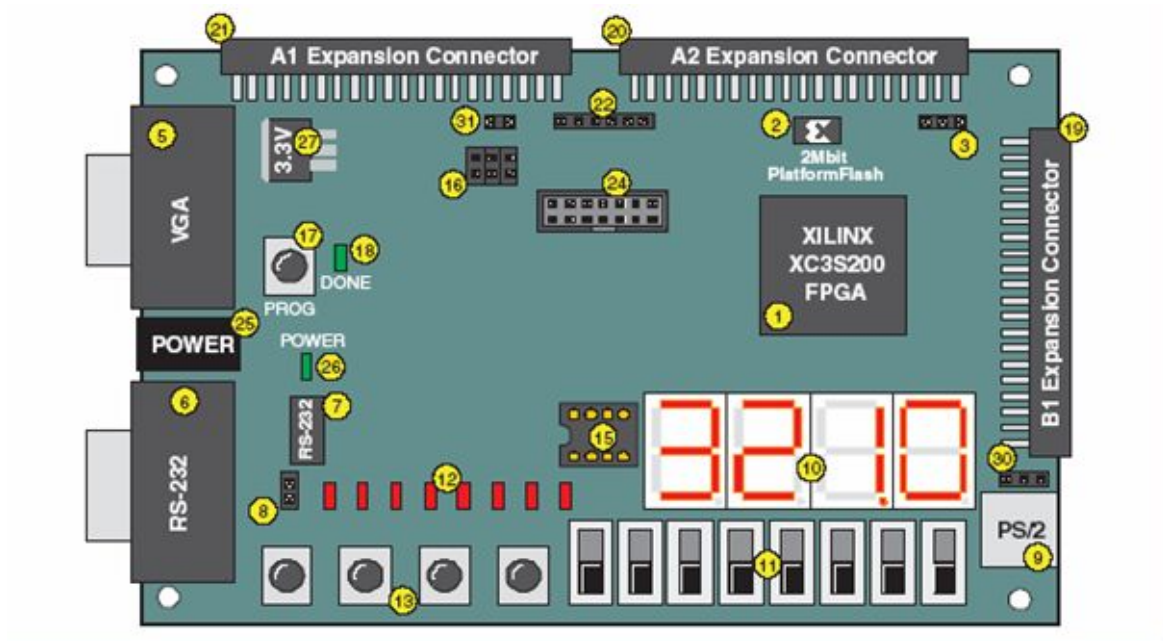 21
A1 Expansion Connector
20
A2 Expansion Connector
5
VGA
27
3.3V
31
22
2
2Mbit
PlatformFlash
3
19
B1 Expansion Connector
16
24
17
PROG
18
DONE
XILINX
XC3S200
FPGA
1
25
POWER
POWER
26
6
RS-232
7
RS-232
15
321.0
10
30
8
12
PS/2
9
13
11